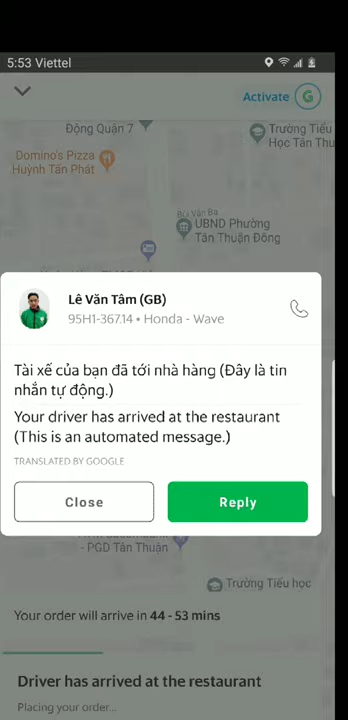 5:53 Viettel
Activate
G
Động Quận 7
Trường Tiểu
Học Tân Thu
Domino's Pizza
Huỳnh Tấn Phát
Bùi Văn Ba
UBND Phường
Tân Thuận Đông
Lê Văn Tâm (GB)
95H1-367.14 • Honda - Wave
Tài xế của bạn đã tới nhà hàng (Đây là tin
nhắn tự động.)
Your driver has arrived at the restaurant
(This is an automated message.)
TRANSLATED BY GOOGLE
Close
Reply
- PGD Tân Thuận
Trường Tiểu học
Your order will arrive in 44 - 53 mins
Driver has arrived at the restaurant
Placing your order...